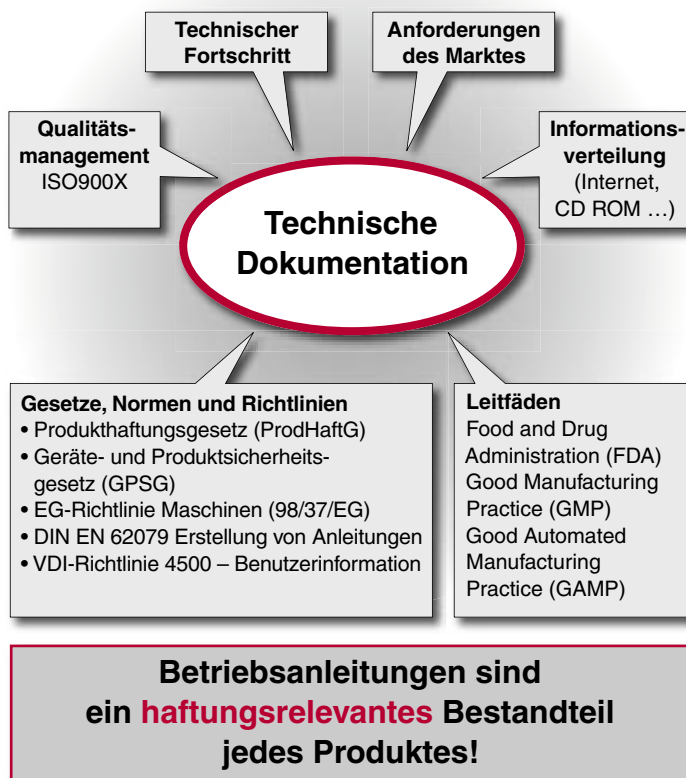 Technischer
Fortschritt
Anforderungen
des Marktes
Qualitäts-
management
ISO900X
Informations-
verteilung
(Internet,
CD ROM …)
Technische
Dokumentation
Gesetze, Normen und Richtlinien
• Produkthaftungsgesetz (ProdHaftG)
• Geräte- und Produktsicherheits-
gesetz (GPSG)
• EG-Richtlinie Maschinen (98/37/EG)
• DIN EN 62079 Erstellung von Anleitungen
• VDI-Richtlinie 4500 – Benutzerinformation
Leitfäden
Food and Drug
Administration (FDA)
Good Manufacturing
Practice (GMP)
Good Automated
Manufacturing
Practice (GAMP)
Betriebsanleitungen sind
ein haftungsrelevantes Bestandteil
jedes Produktes!